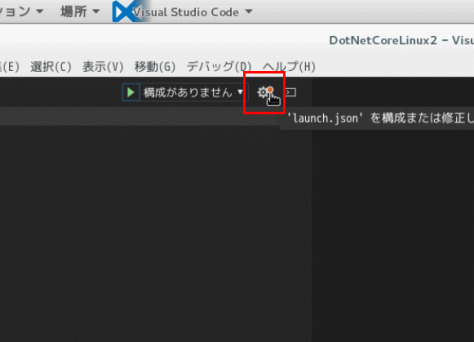 ション 場所 Visual Studio Code
DotNetCoreLinux2 - Vis
(E) 選択(C) 表示(V) 移動(G) デバッグ(D) ヘルプ(H)
構成がありません
'launch.json' を構成または修正し